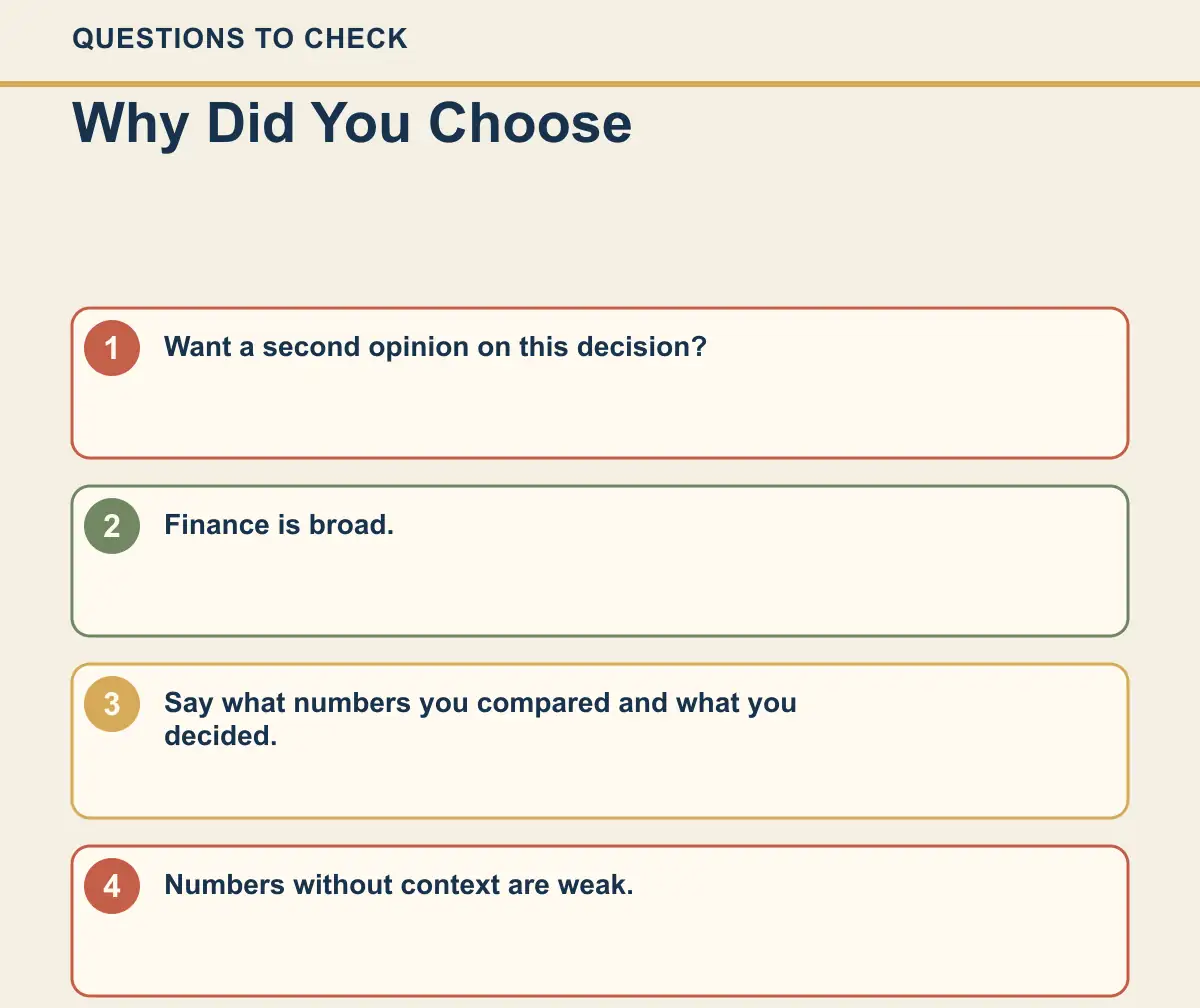 QUESTIONS TO CHECK
Why Did You Choose
1
Want a second opinion on this decision?
2
Finance is broad.
3
Say what numbers you compared and what you
decided.
4
Numbers without context are weak.